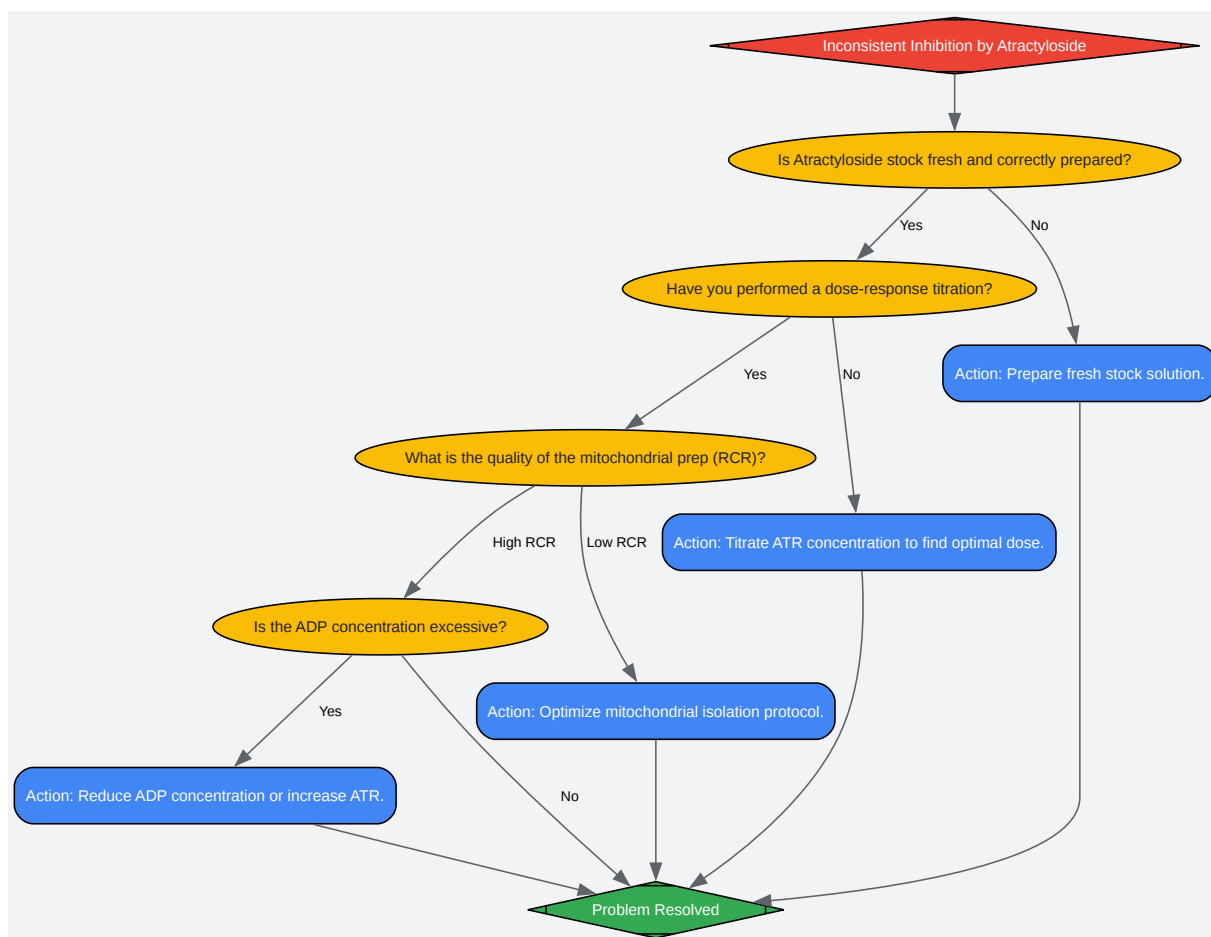 Inconsistent Inhibition by Atractyloside
Is Atractyloside stock fresh and correctly prepared?
Yes
No
Have you performed a dose-response titration?
Yes
No
Action: Prepare fresh stock solution.
What is the quality of the mitochondrial prep (RCR)?
High RCR
Low RCR
Action: Titrate ATR concentration to find optimal dose.
Is the ADP concentration excessive?
Yes
No
Action: Optimize mitochondrial isolation protocol.
Action: Reduce ADP concentration or increase ATR.
Problem Resolved